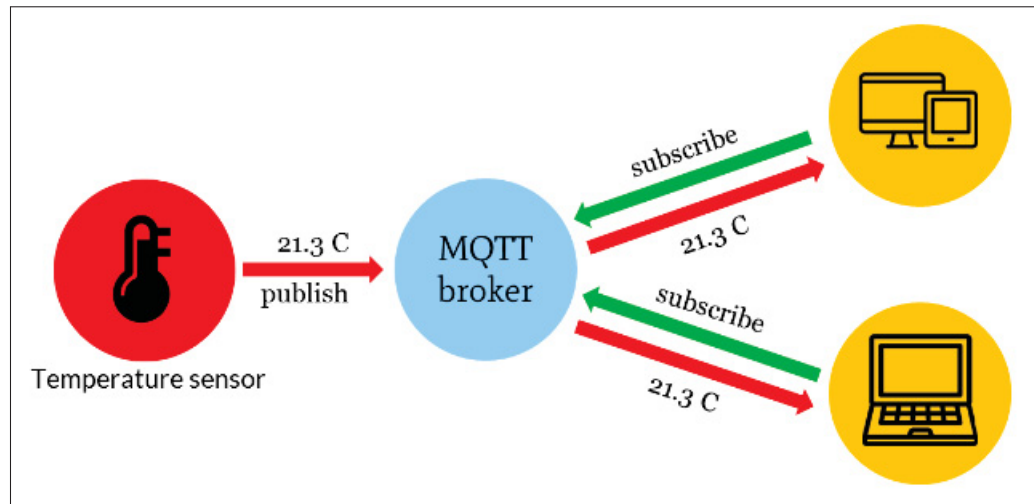 subscribe
21.3 C
21.3 C
publish
MQTT
broker
Temperature sensor
subscribe
21.3 C